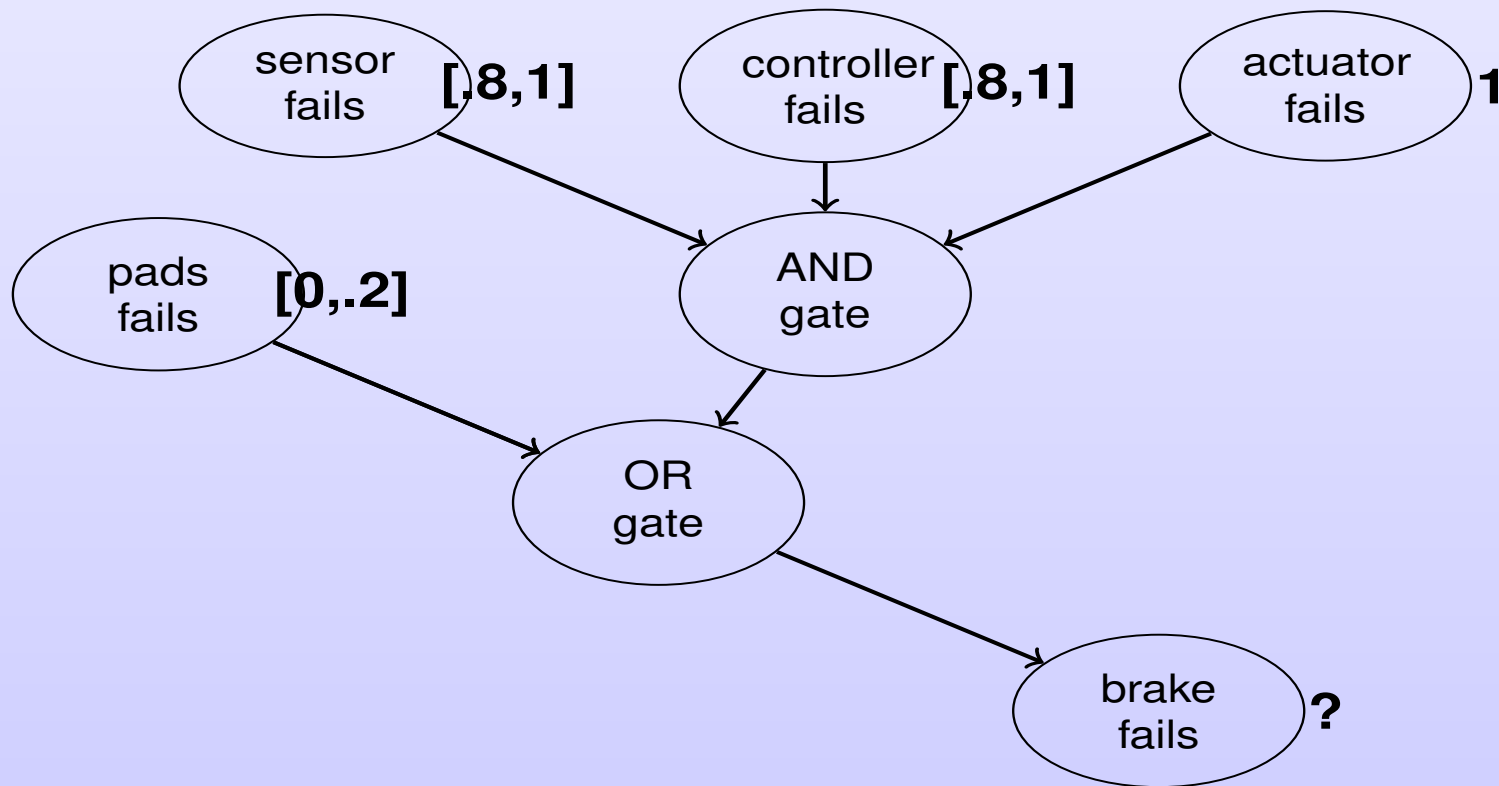 sensor
fails
[.8,1]
controller
fails
[.8,1]
actuator
fails
1
pads
fails
[0,.2]
AND
gate
OR
gate
brake
fails
?